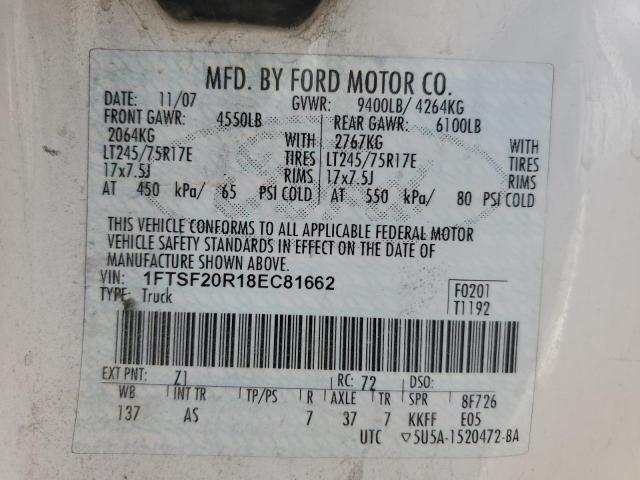 MFD. BY FORD MOTOR CO.
DATE: 11/07 GVWR: 9400LB/ 4264KG
FRONT GAWR: 4550LB REAR GAWR: 6100LB
2064KG WITH 2767KG WITH
LT245/75R17E TIRES LT245/75R17E TIRES
17x7.5J RIMS 17x7.5J RIMS
AT 450 kPa/ 65 PSI COLD AT 550 kPa/ 80 PSI COLD
THIS VEHICLE CONFORMS TO ALL APPLICABLE FEDERAL MOTOR
VEHICLE SAFETY STANDARDS IN EFFECT ON THE DATE OF
MANUFACTURE SHOWN ABOVE.
VIN: 1FTSF20R18EC81662 F0201
TYPE: Truck T1192
EXT PNT: Z1 RC: 72 DSO:
WB INT TR TP/PS R AXLE TR SPR 8F726
137 AS 7 37 7 KKFF E05
UTC ▽5U5A-1520472-BA